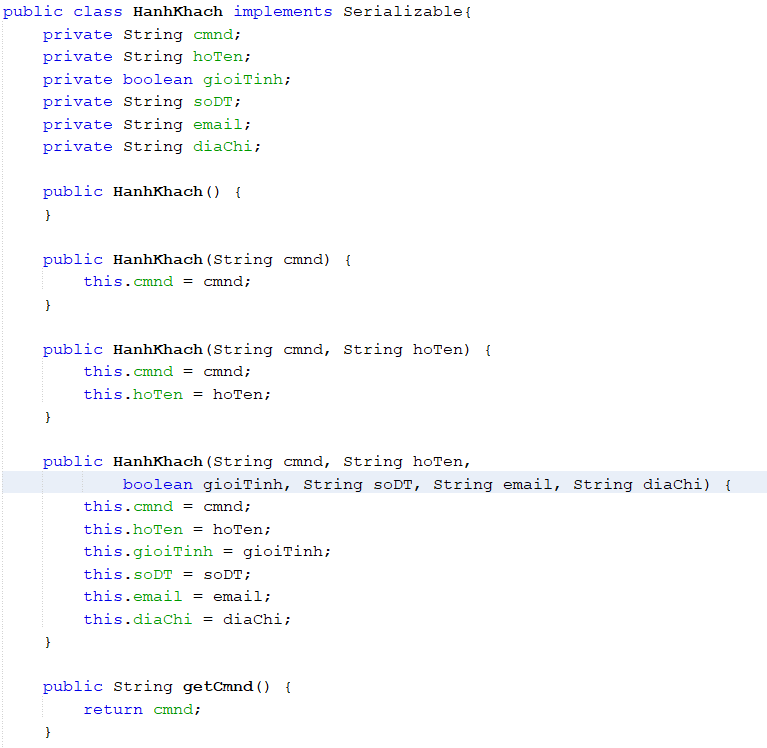 public class HanhKhach implements Serializable{
    private String cmnd;
    private String hoTen;
    private boolean gioiTinh;
    private String soDT;
    private String email;
    private String diaChi;

    public HanhKhach() {
    }

    public HanhKhach(String cmnd) {
        this.cmnd = cmnd;
    }

    public HanhKhach(String cmnd, String hoTen) {
        this.cmnd = cmnd;
        this.hoTen = hoTen;
    }

    public HanhKhach(String cmnd, String hoTen,
            boolean gioiTinh, String soDT, String email, String diaChi) {
        this.cmnd = cmnd;
        this.hoTen = hoTen;
        this.gioiTinh = gioiTinh;
        this.soDT = soDT;
        this.email = email;
        this.diaChi = diaChi;
    }

    public String getCmnd() {
        return cmnd;
    }